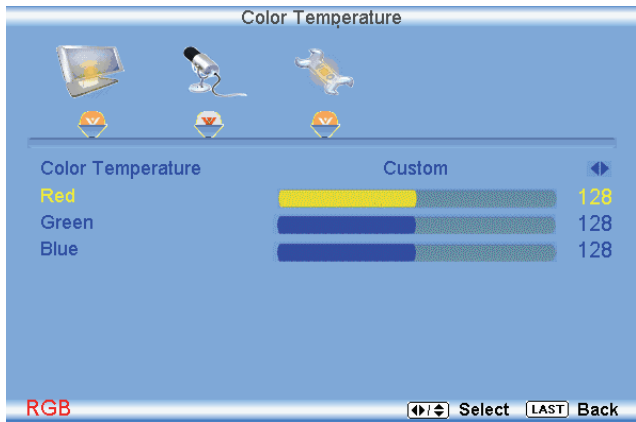 Color Temperature
Color Temperature Custom
Red 128
Green 128
Blue 128
RGB Select LAST Back